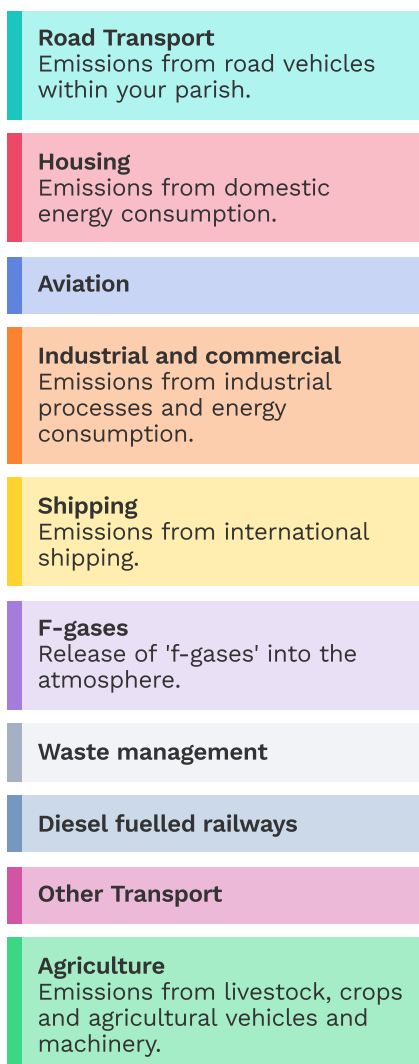 Road Transport
Emissions from road vehicles
within your parish.
Housing
Emissions from domestic
energy consumption.
Aviation
Industrial and commercial
Emissions from industrial
processes and energy
consumption.
Shipping
Emissions from international
shipping.
F-gases
Release of 'f-gases' into the
atmosphere.
Waste management
Diesel fuelled railways
Other Transport
Agriculture
Emissions from livestock, crops
and agricultural vehicles and
machinery.